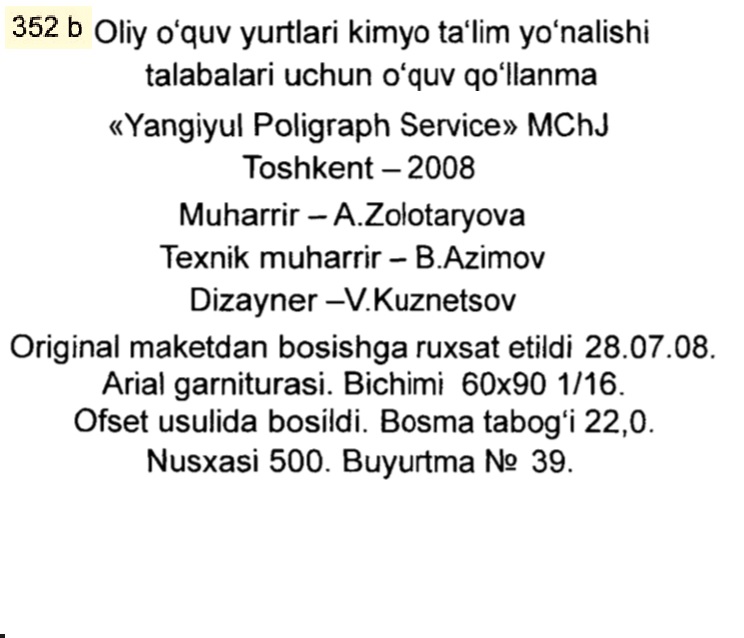 352 b Oliy o‘quv yurtlari kimyo ta‘lim yo‘nalishi
talabalari uchun o‘quv qo‘llanma
«Yangiyul Poligraph Service» MChJ
Toshkent – 2008
Muharrir – A.Zolotaryova
Texnik muharrir – B.Azimov
Dizayner –V.Kuznetsov
Original maketdan bosishga ruxsat etildi 28.07.08.
Arial garniturasi. Bichimi 60x90 1/16.
Ofset usulida bosildi. Bosma tabog‘i 22,0.
Nusxasi 500. Buyurtma № 39.